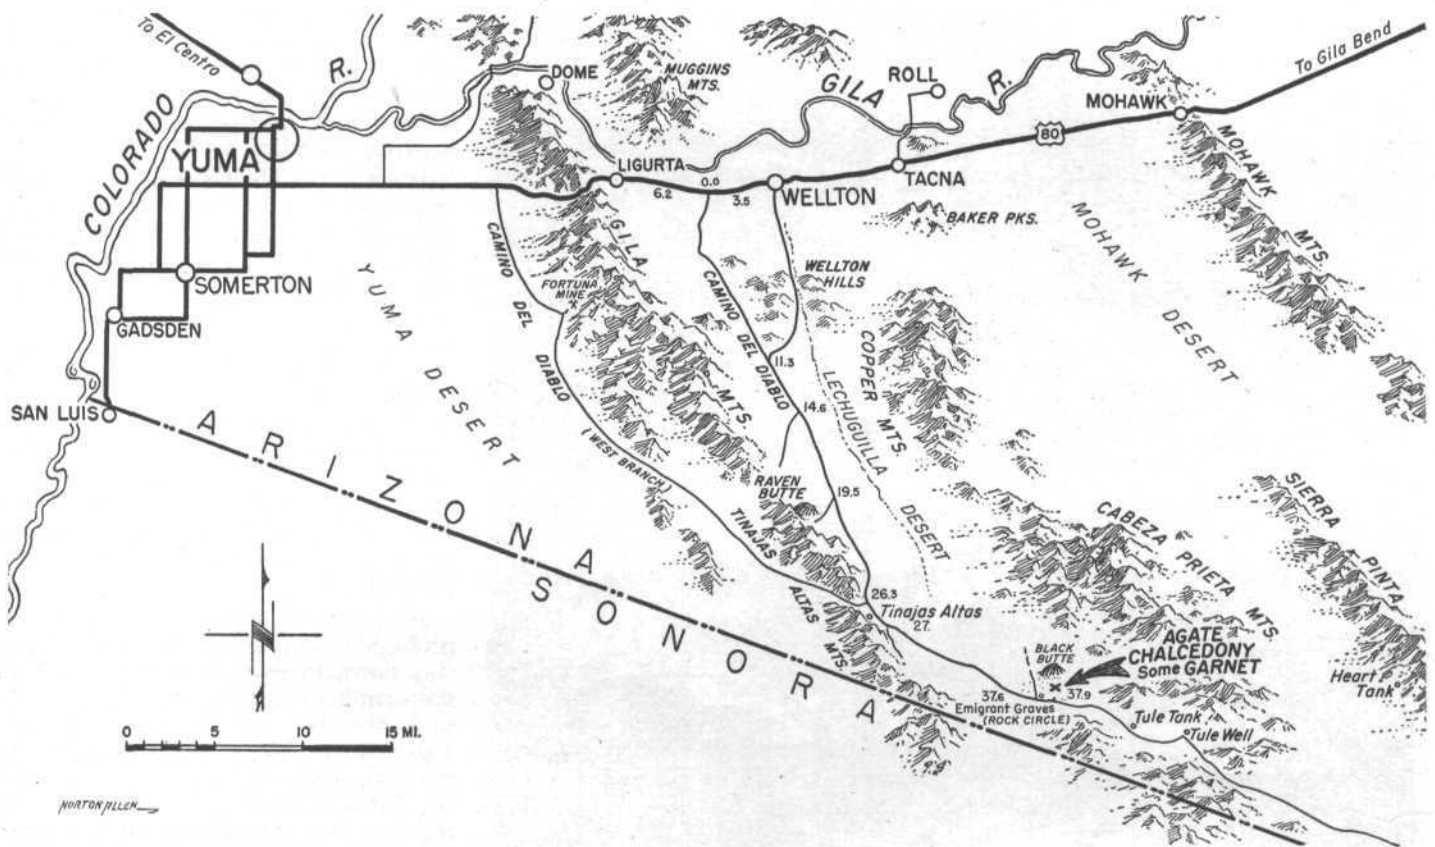 To El Centro
COLORADO
R.
YUMA
DOME
MUGGINS
MTS.
GILA
R.
ROLL
MOHAWK
To Gila Bend
80
LIGURTA
6.2
0.0
3.5
WELLTON
TACNA
BAKER PKS.
MOHAWK
MTS.
MOHAWK
DESERT
SOMERTON
GADSDEN
SAN LUIS
YUMA DESERT
CAMINO
DEL
DIABLO
(WEST BRANCH)
FORTUNA
MINE
GILA
MTS.
CAMINO DEL DIABLO
WELLTON
HILLS
11.3
14.6
19.5
COPPER
MTS.
LECHUGUILLA
DESERT
RAVEN
BUTTE
TINAJAS
ALTAS
MTS.
26.3
Tinajas Altas
27.
CABEZA
PRIETA
MTS.
SIERRA
PINTA
Heart
Tank
AGATE
CHALCEDONY
Some GARNET
BLACK
BUTTE
37.6
37.9
Emigrant Graves
(ROCK CIRCLE)
Tule Tank
Tule Well
ARIZONA
SONORA
0 5 10 15 MI.
NORTON ALLEN